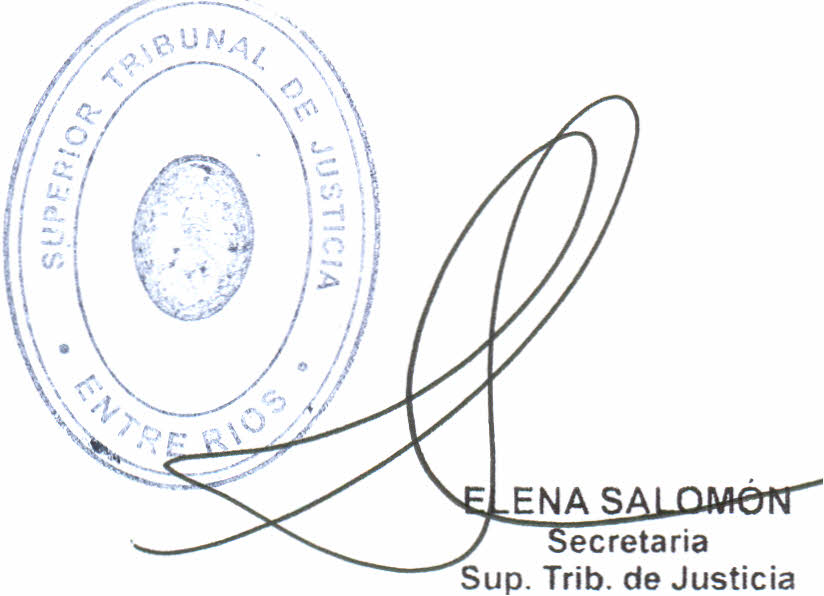 SUPERIOR TRIBUNAL DE JUSTICIA
• ENTRE RIOS •
ELENA SALOMÓN
Secretaria
Sup. Trib. de Justicia